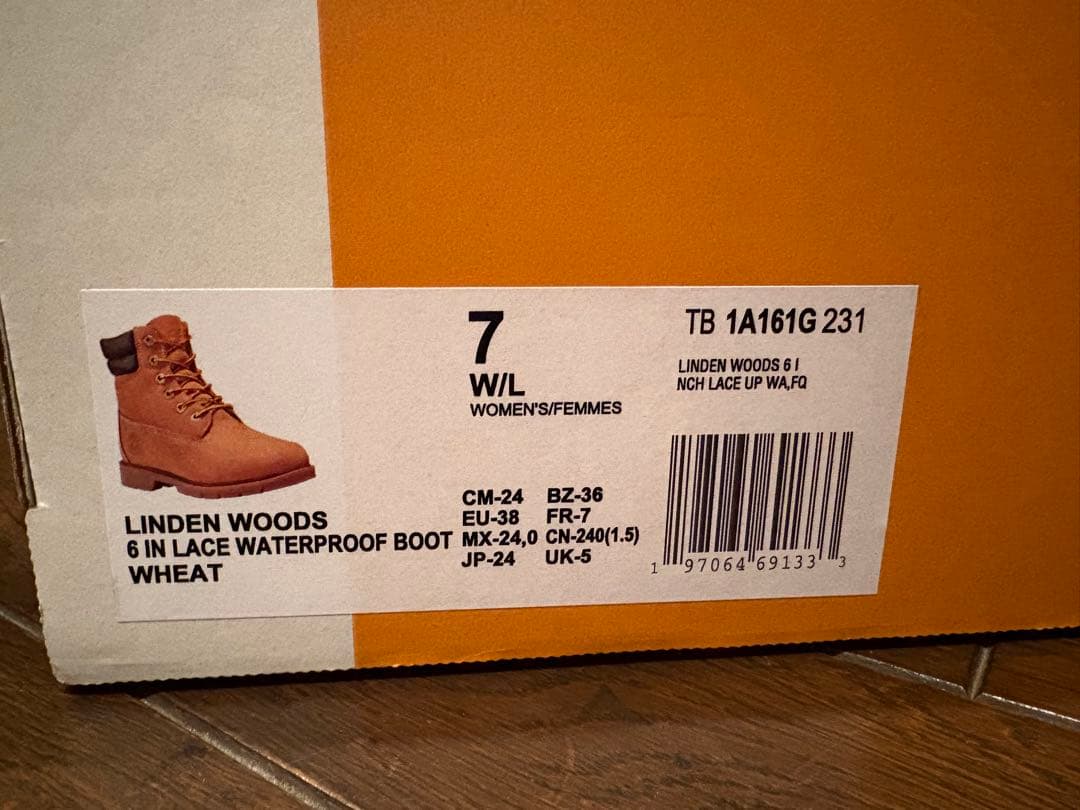 7
W/L
WOMEN'S/FEMMES
TB 1A161G 231
LINDEN WOODS 6 I
NCH LACE UP WA,FQ
LINDEN WOODS
6 IN LACE WATERPROOF BOOT
WHEAT
CM-24 BZ-36
EU-38 FR-7
MX-24,0 CN-240(1.5)
JP-24 UK-5
1 97064 69133 3